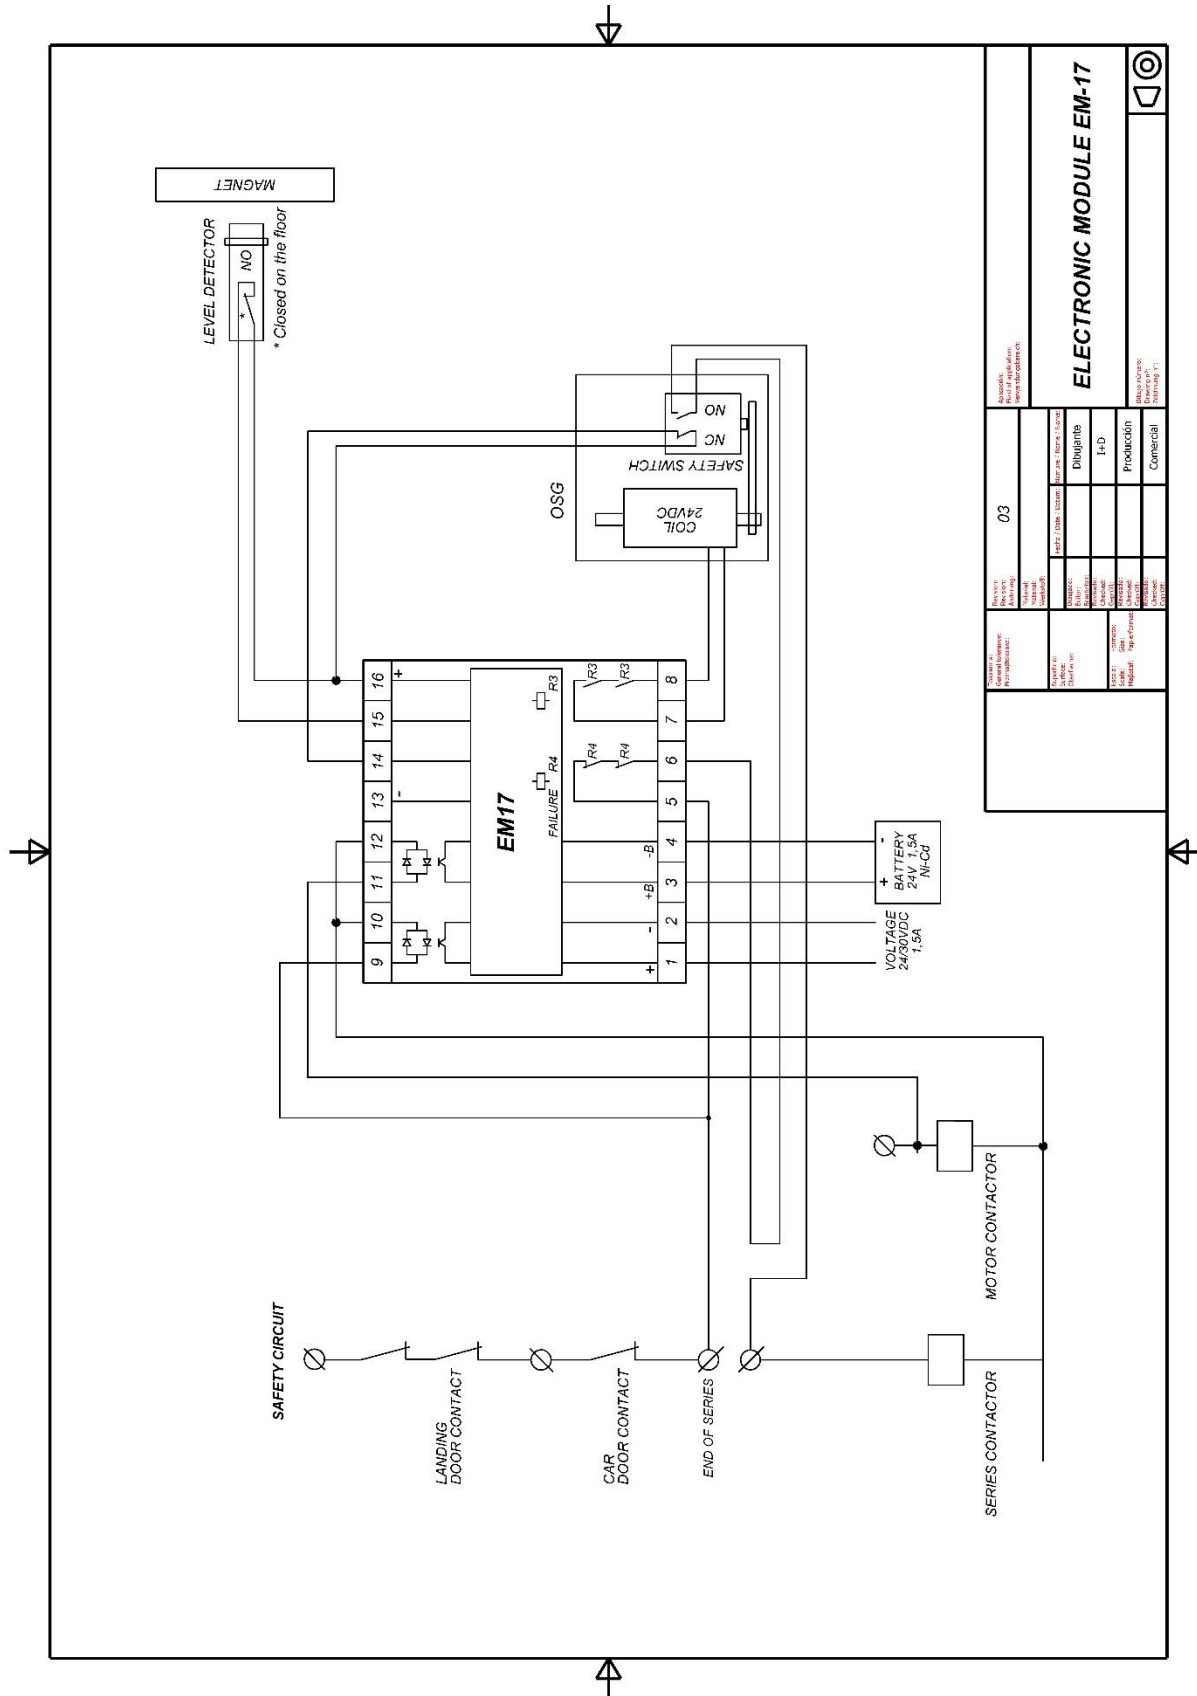 MAGNET
LEVEL DETECTOR
NO
*
* Closed on the floor
16
15
14
13
12
11
10
9
+
-
EM17
R3
R4
FAILURE
R3
R3
R4
R4
-B
+B
-
+
8
7
6
5
4
3
2
1
OSG
COIL
24VDC
SAFETY SWITCH
NC
NO
-
+
BATTERY
24V 1,5A
Ni-Cd
VOLTAGE
24/30VDC
1,5A
SAFETY CIRCUIT
LANDING
DOOR CONTACT
CAR
DOOR CONTACT
END OF SERIES
MOTOR CONTACTOR
SERIES CONTACTOR
03
Dibujante
I+D
Producción
Comercial
ELECTRONIC MODULE EM-17